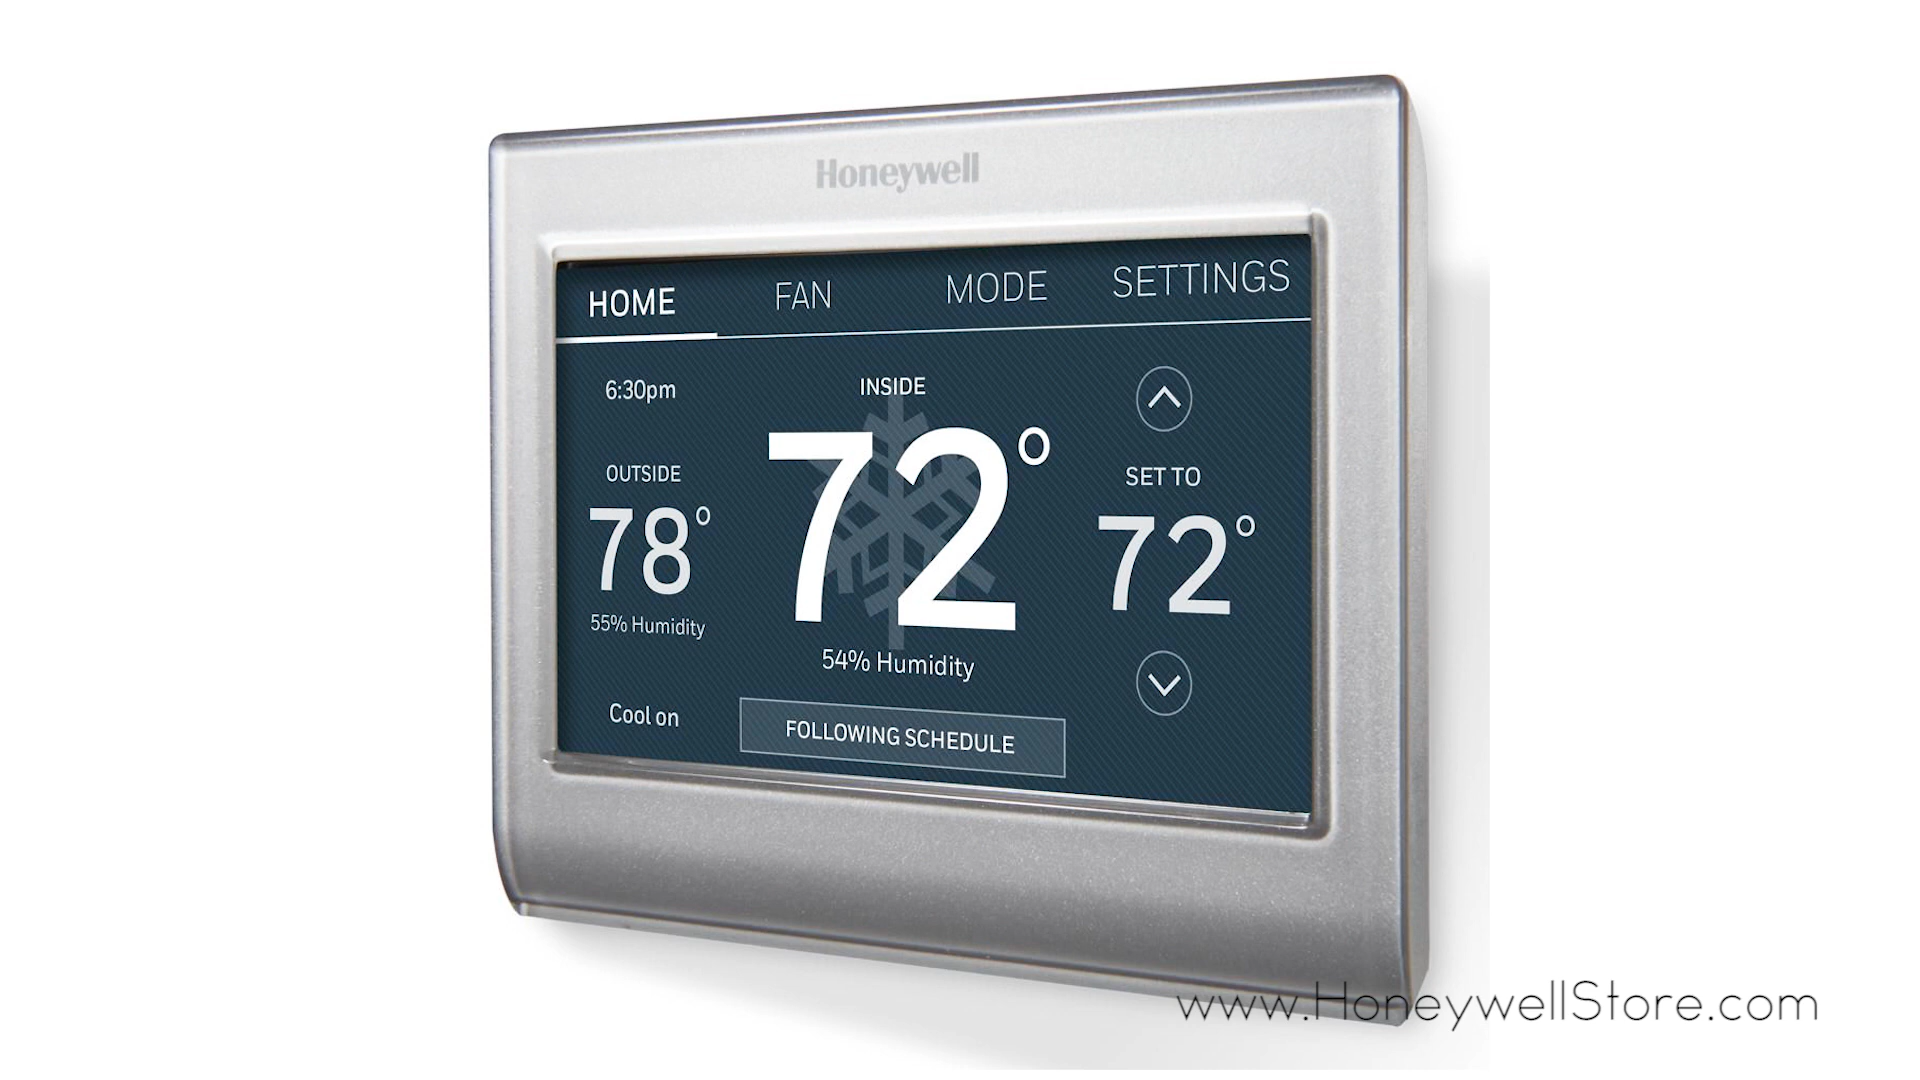 Honeywell
HOME FAN MODE SETTINGS
6:30pm
OUTSIDE
78°
55% Humidity
Cool on
INSIDE
72°
54% Humidity
FOLLOWING SCHEDULE
SET TO
72°
www.HoneywellStore.com